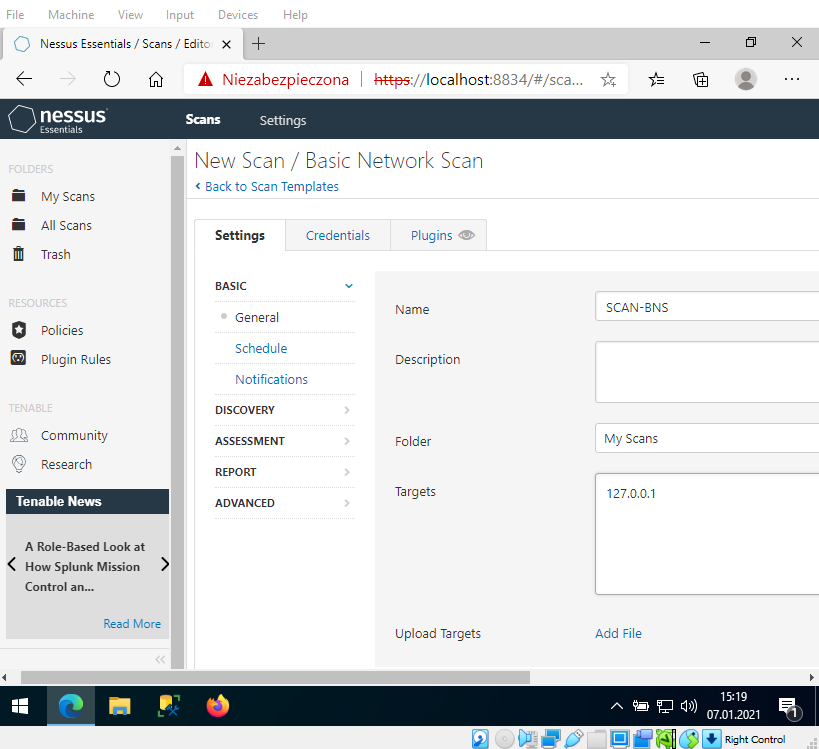 File Machine View Input Devices Help
Nessus Essentials / Scans / Edito
Niezabezpieczona https://localhost:8834/#/sca...
nessus
Essentials
Scans Settings
FOLDERS
My Scans
All Scans
Trash
RESOURCES
Policies
Plugin Rules
TENABLE
Community
Research
Tenable News
A Role-Based Look at
How Splunk Mission
Control an...
Read More
New Scan / Basic Network Scan
Back to Scan Templates
Settings Credentials Plugins
BASIC
General
Schedule
Notifications
DISCOVERY
ASSESSMENT
REPORT
ADVANCED
Name SCAN-BNS
Description
Folder My Scans
Targets 127.0.0.1
Upload Targets Add File
15:19
07.01.2021
1
Right Control